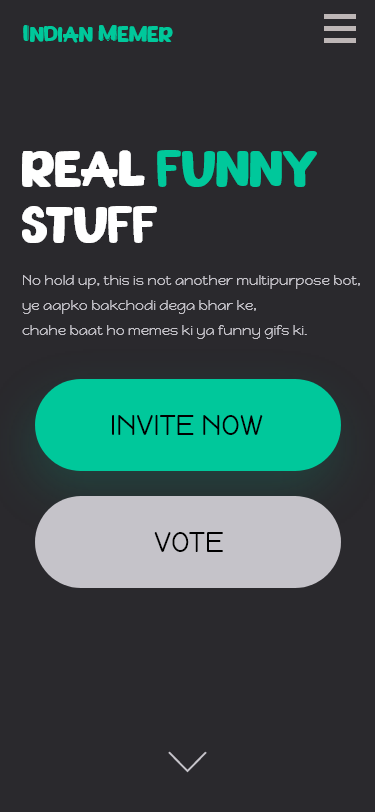 INDIAN MEMER
REAL FUNNY
STUFF
No hold up, this is not another multipurpose bot,
ye aapko bakchodi dega bhar ke,
chahe baat ho memes ki ya funny gifs ki.
INVITE NOW
VOTE